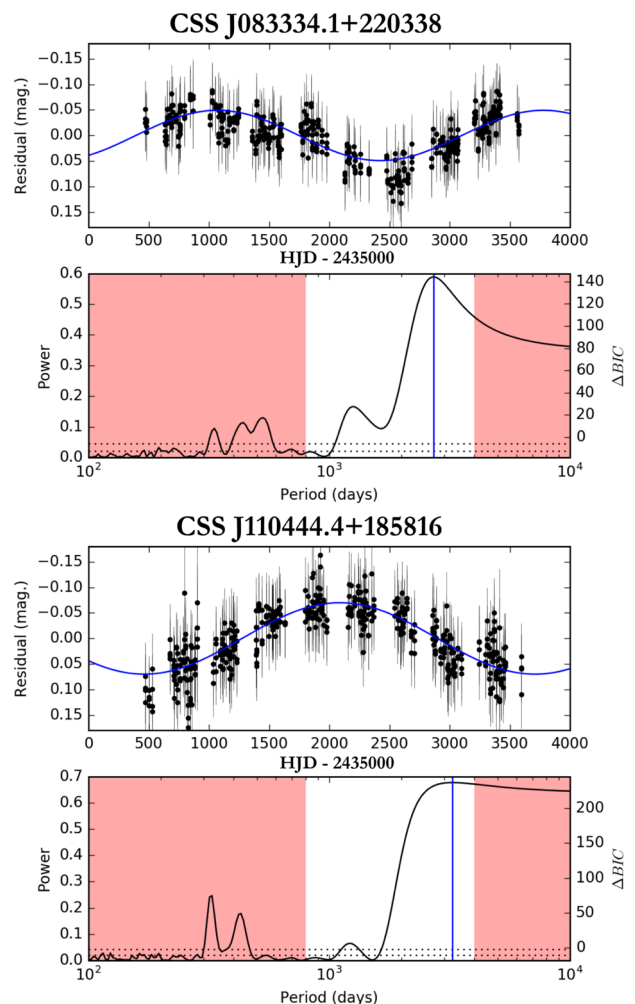 CSS J083334.1+220338
−0.15
−0.10
−0.05
0.00
0.05
0.10
0.15
Residual (mag.)
0 500 1000 1500 2000 2500 3000 3500 4000
HJD - 2435000
0.6
0.5
0.4
0.3
0.2
0.1
0.0
Power
140
120
100
80
60
40
20
0
ΔBIC
10² 10³ 10⁴
Period (days)
CSS J110444.4+185816
−0.15
−0.10
−0.05
0.00
0.05
0.10
0.15
Residual (mag.)
0 500 1000 1500 2000 2500 3000 3500 4000
HJD - 2435000
0.7
0.6
0.5
0.4
0.3
0.2
0.1
0.0
Power
200
150
100
50
0
ΔBIC
10² 10³ 10⁴
Period (days)